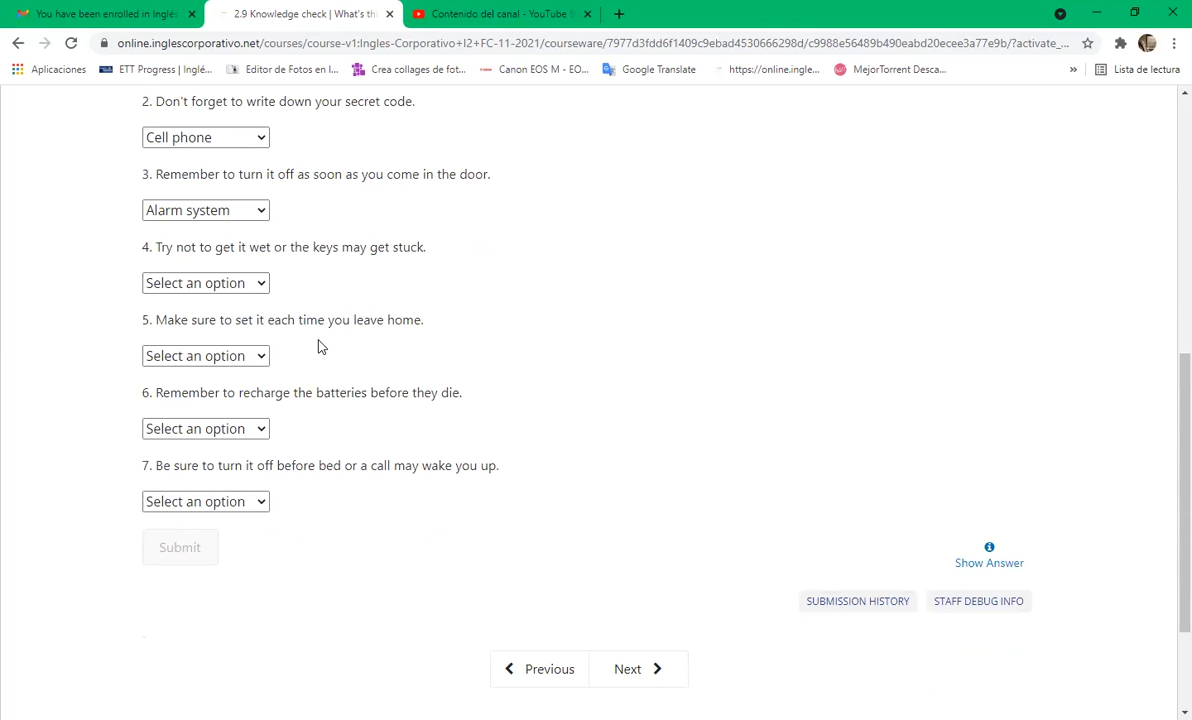 You have been enrolled in Inglés
2.9 Knowledge check | What's thi
Contenido del canal - YouTube S
online.inglescorporativo.net/courses/course-v1:Ingles-Corporativo+I2+FC-11-2021/courseware/7977d3fdd6f1409c9ebad4530666298d/c9988e56489b490eabd20ecee3a77e9b/?activate_...
Aplicaciones
ETT Progress | Inglé...
Editor de Fotos en l...
Crea collages de fot...
Canon EOS M - EO...
Google Translate
https://online.ingle...
MejorTorrent Desca...
»
Lista de lectura
2. Don't forget to write down your secret code.
Cell phone
3. Remember to turn it off as soon as you come in the door.
Alarm system
4. Try not to get it wet or the keys may get stuck.
Select an option
5. Make sure to set it each time you leave home.
Select an option
6. Remember to recharge the batteries before they die.
Select an option
7. Be sure to turn it off before bed or a call may wake you up.
Select an option
Submit
Show Answer
SUBMISSION HISTORY
STAFF DEBUG INFO
Previous
Next